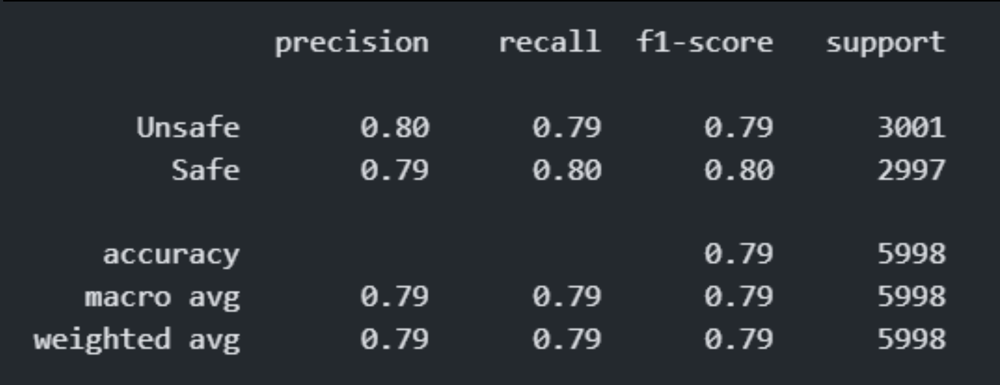 precision recall f1-score support
Unsafe 0.80 0.79 0.79 3001
Safe 0.79 0.80 0.80 2997
accuracy 0.79 5998
macro avg 0.79 0.79 0.79 5998
weighted avg 0.79 0.79 0.79 5998